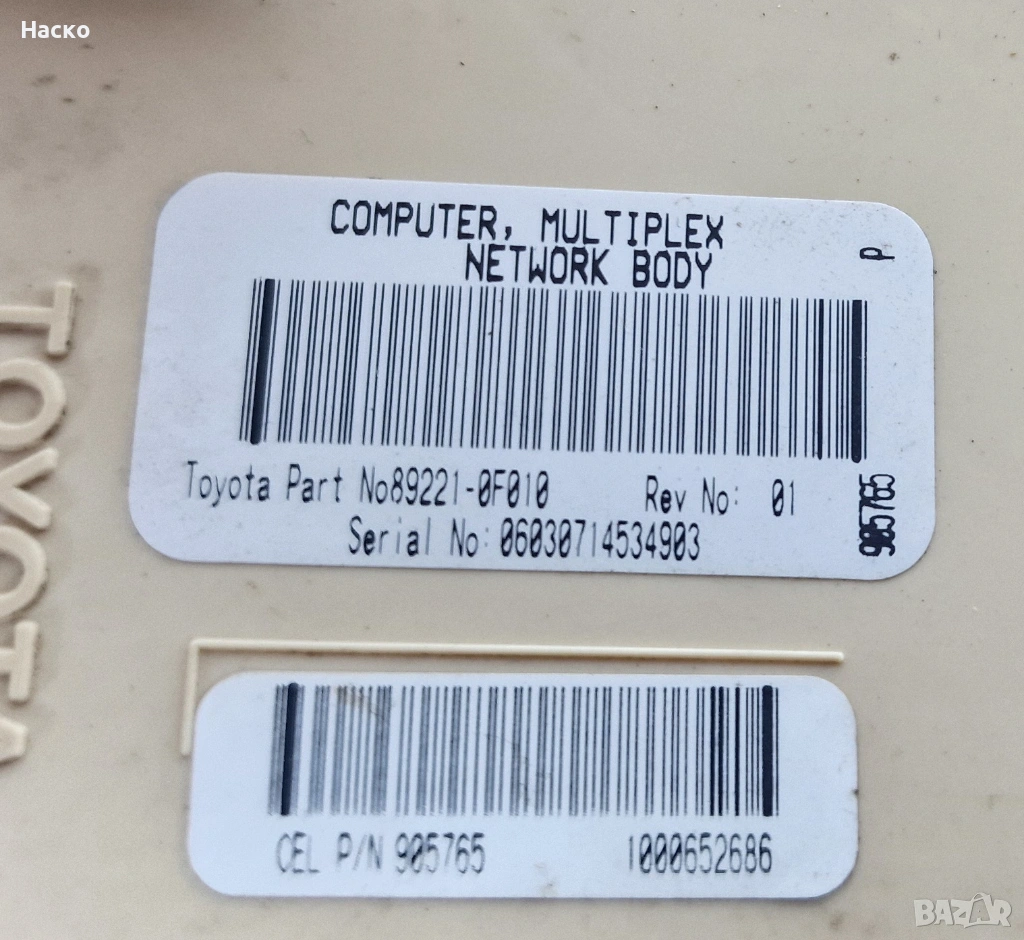 Наско
COMPUTER, MULTIPLEX
NETWORK BODY
P
Toyota Part No89221-0F010 Rev No: 01
Serial No: 06030714534903
905765
TOYOTA
CEL P/N 905765 1000652686
BAZAR